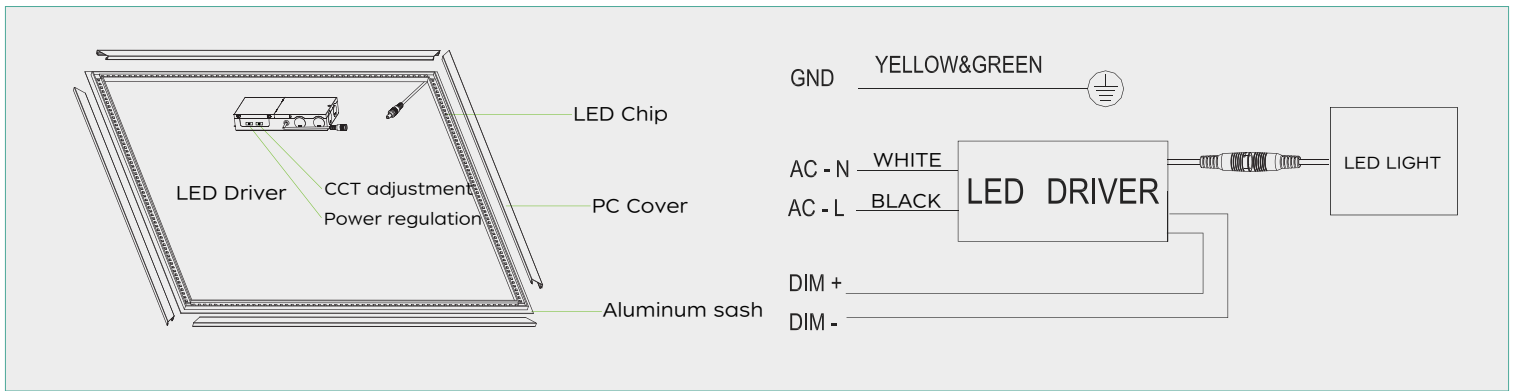 LED Chip
LED Driver
CCT adjustment
Power regulation
PC Cover
Aluminum sash
GND
YELLOW&GREEN
AC - N
WHITE
AC - L
BLACK
LED DRIVER
LED LIGHT
DIM +
DIM -